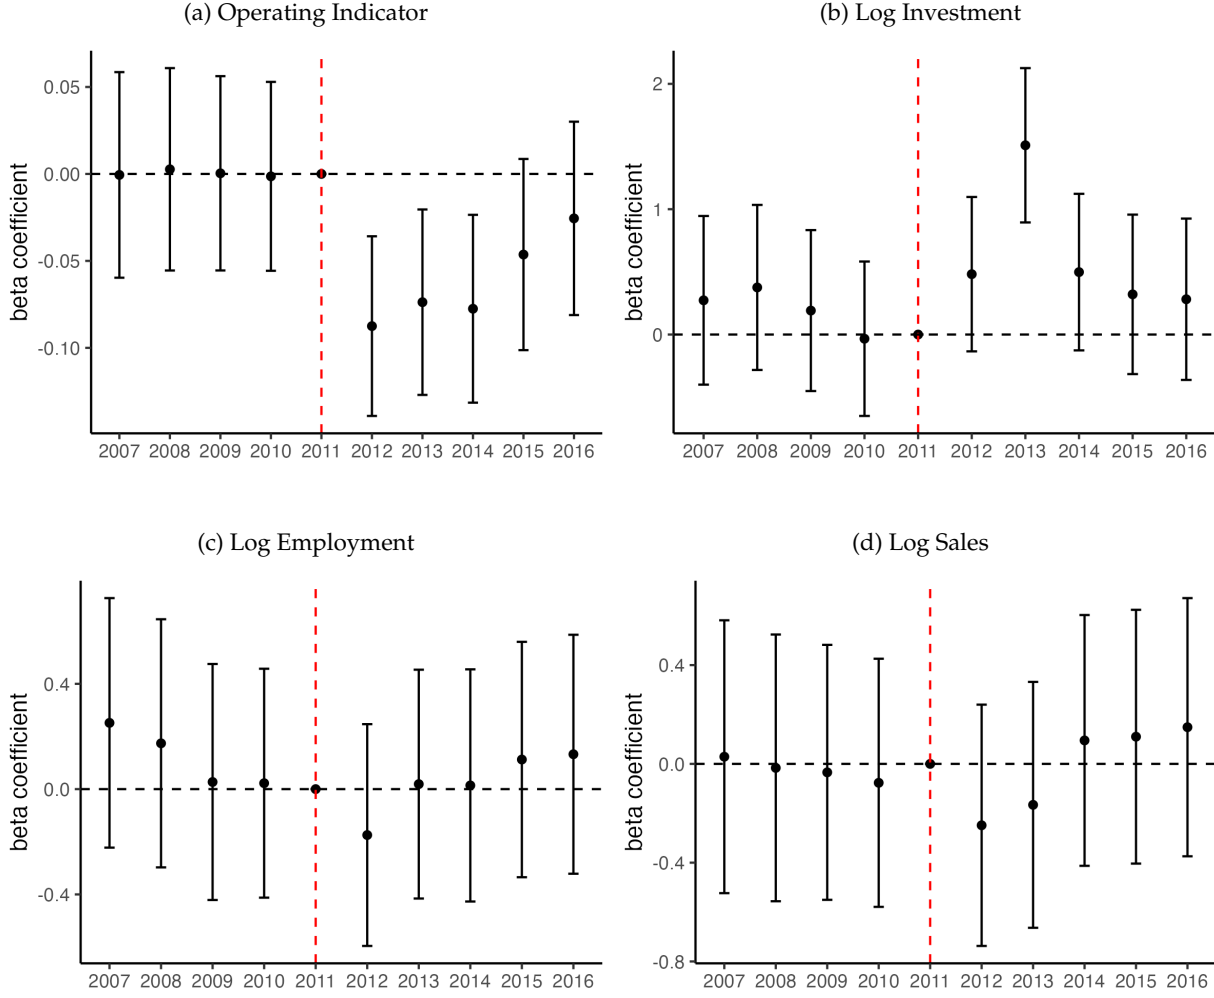 (a) Operating Indicator
beta coefficient
0.05
0.00
-0.05
-0.10
2007 2008 2009 2010 2011 2012 2013 2014 2015 2016
(b) Log Investment
beta coefficient
2
1
0
2007 2008 2009 2010 2011 2012 2013 2014 2015 2016
(c) Log Employment
beta coefficient
0.4
0.0
-0.4
2007 2008 2009 2010 2011 2012 2013 2014 2015 2016
(d) Log Sales
beta coefficient
0.4
0.0
-0.4
-0.8
2007 2008 2009 2010 2011 2012 2013 2014 2015 2016